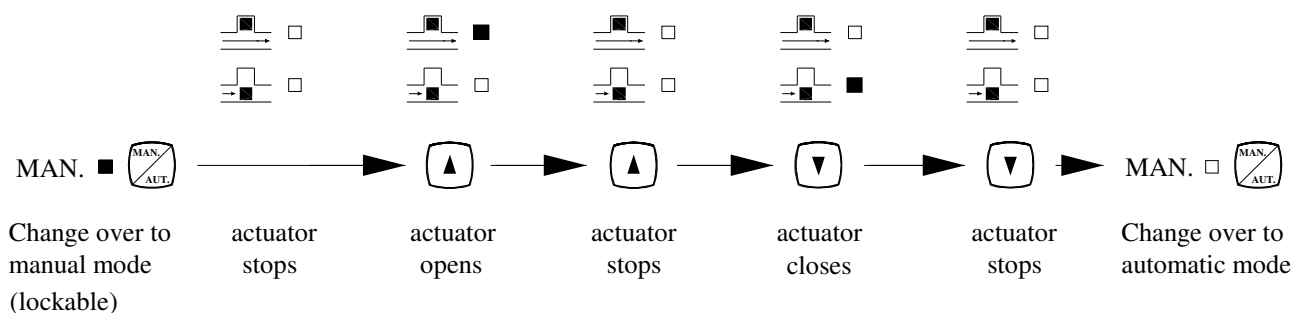 MAN.
MAN.
AUT.
MAN.
MAN.
AUT.
Change over to
manual mode
(lockable)
actuator
stops
actuator
opens
actuator
stops
actuator
closes
actuator
stops
Change over to
automatic mode